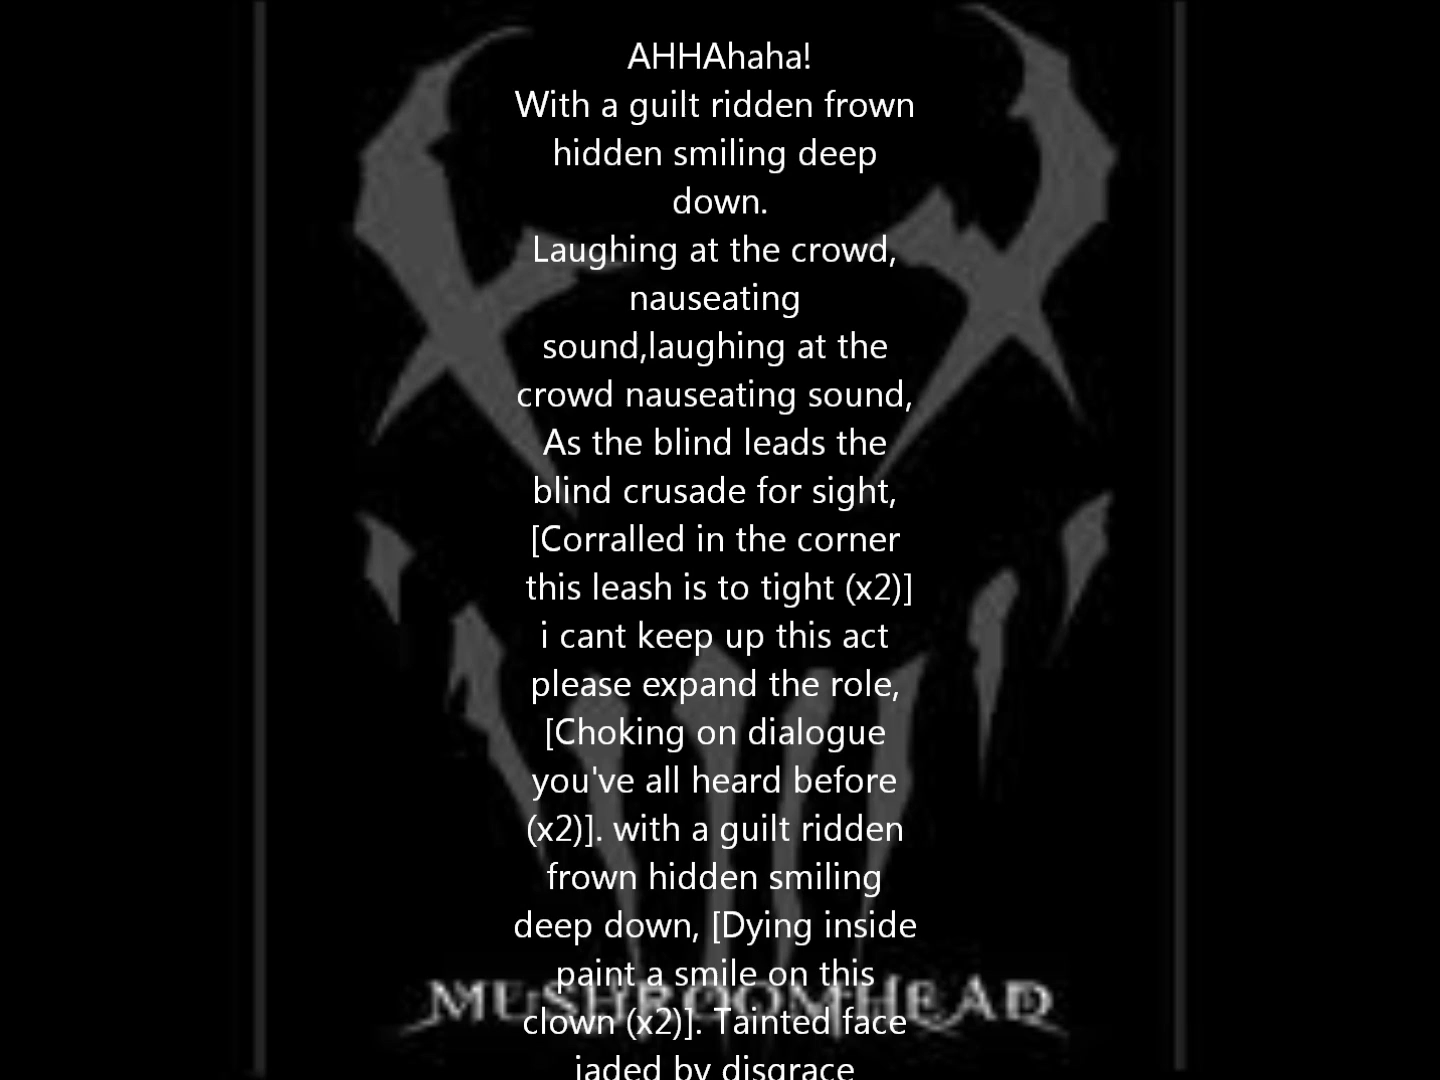 AHHAhaha!
With a guilt ridden frown
hidden smiling deep
down.
Laughing at the crowd,
nauseating
sound,laughing at the
crowd nauseating sound,
As the blind leads the
blind crusade for sight,
[Corralled in the corner
this leash is to tight (x2)]
i cant keep up this act
please expand the role,
[Choking on dialogue
you've all heard before
(x2)]. with a guilt ridden
frown hidden smiling
deep down, [Dying inside
paint a smile on this
MUSHROOMHEAD
clown (x2)]. Tainted face
jaded by disgrace